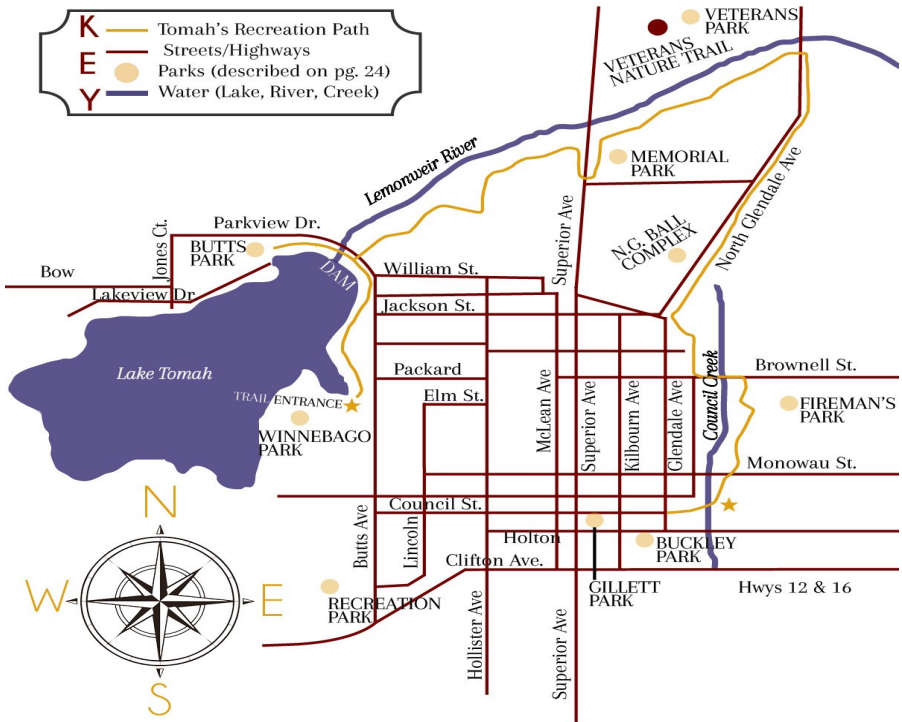 K Tomah's Recreation Path
Streets/Highways
E
Parks (described on pg. 24)
Y Water (Lake, River, Creek)
VETERANS
PARK
VETERANS
NATURE TRAIL
Lemonweir River
MEMORIAL
PARK
North Glendale Ave
N.G. BALL
COMPLEX
Superior Ave
Parkview Dr.
Jones Ct.
BUTTS
PARK
DAM
Bow
Lakeview Dr
William St.
Jackson St.
Lake Tomah
Packard
Elm St.
TRAIL ENTRANCE
WINNEBAGO
PARK
McLean Ave
Superior Ave
Kilbourn Ave
Glendale Ave
Council Creek
Brownell St.
FIREMAN'S
PARK
Monowau St.
Council St.
Butts Ave
Lincoln
Holton
Clifton Ave.
BUCKLEY
PARK
GILLETT
PARK
Hwys 12 & 16
RECREATION
PARK
Hollister Ave
Superior Ave
N
W
E
S